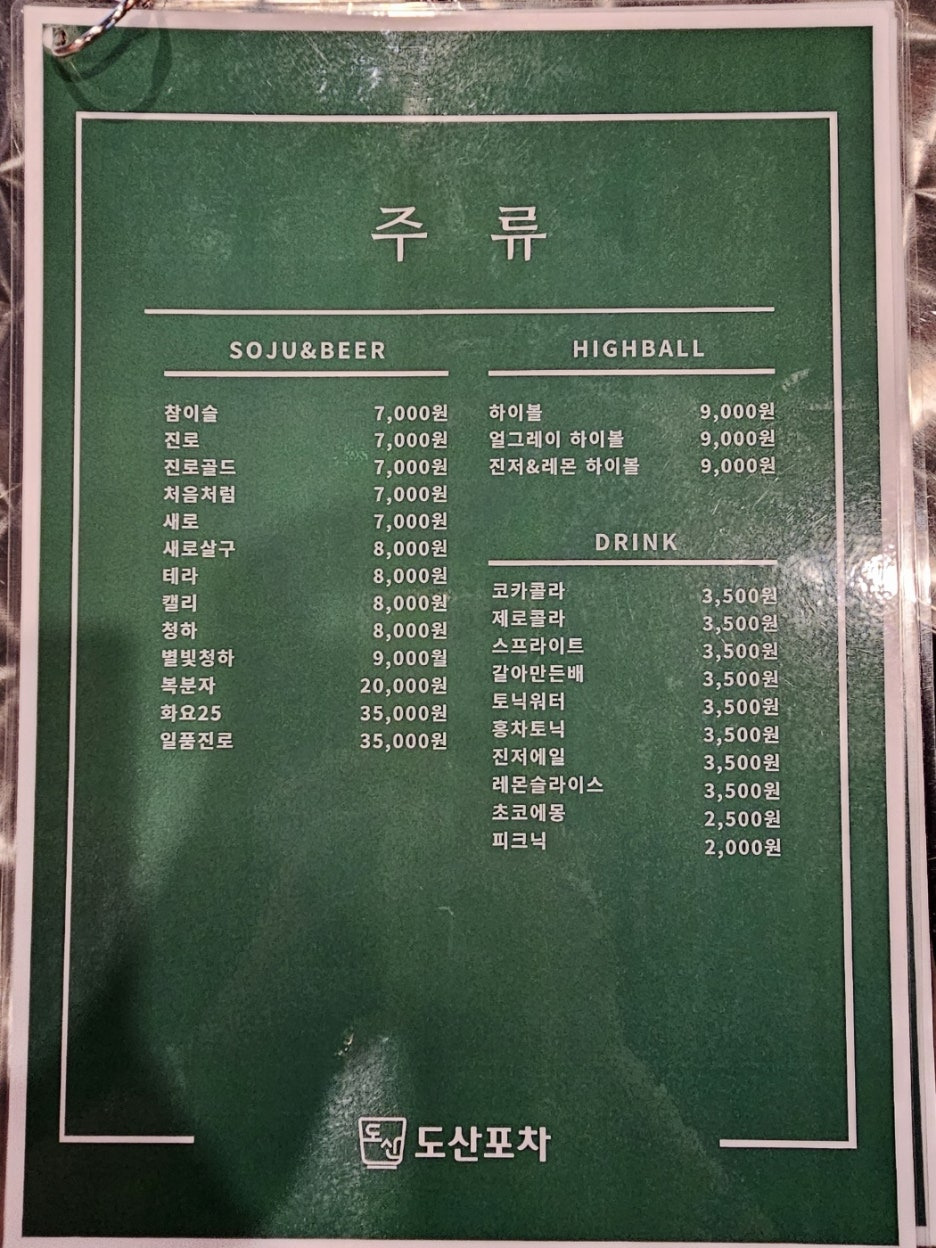 주 류
SOJU&BEER
참이슬 7,000원
진로 7,000원
진로골드 7,000원
처음처럼 7,000원
새로 7,000원
새로살구 8,000원
테라 8,000원
캘리 8,000원
청하 8,000원
별빛청하 9,000월
복분자 20,000원
화요25 35,000원
일품진로 35,000원
HIGHBALL
하이볼 9,000원
얼그레이 하이볼 9,000원
진저&레몬 하이볼 9,000원
DRINK
코카콜라 3,500원
제로콜라 3,500원
스프라이트 3,500원
갈아만든배 3,500원
토닉워터 3,500원
홍차토닉 3,500원
진저에일 3,500원
레몬슬라이스 3,500원
초코에몽 2,500원
피크닉 2,000원
도산 도산포차